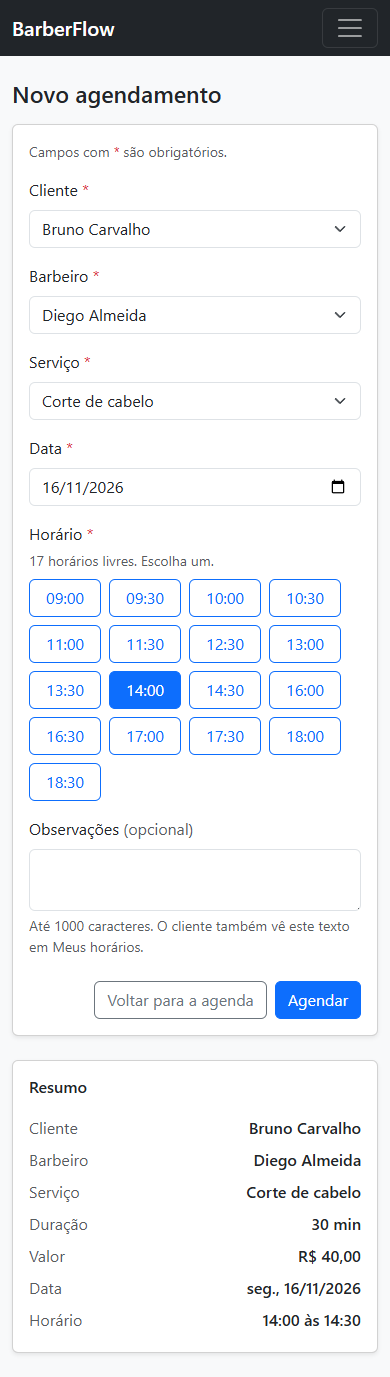 BarberFlow
Novo agendamento
Campos com * são obrigatórios.
Cliente *
Bruno Carvalho
Barbeiro *
Diego Almeida
Serviço *
Corte de cabelo
Data *
16/11/2026
Horário *
17 horários livres. Escolha um.
09:00 09:30 10:00 10:30
11:00 11:30 12:30 13:00
13:30 14:00 14:30 16:00
16:30 17:00 17:30 18:00
18:30
Observações (opcional)
Até 1000 caracteres. O cliente também vê este texto
em Meus horários.
Voltar para a agenda Agendar
Resumo
Cliente Bruno Carvalho
Barbeiro Diego Almeida
Serviço Corte de cabelo
Duração 30 min
Valor R$ 40,00
Data seg., 16/11/2026
Horário 14:00 às 14:30